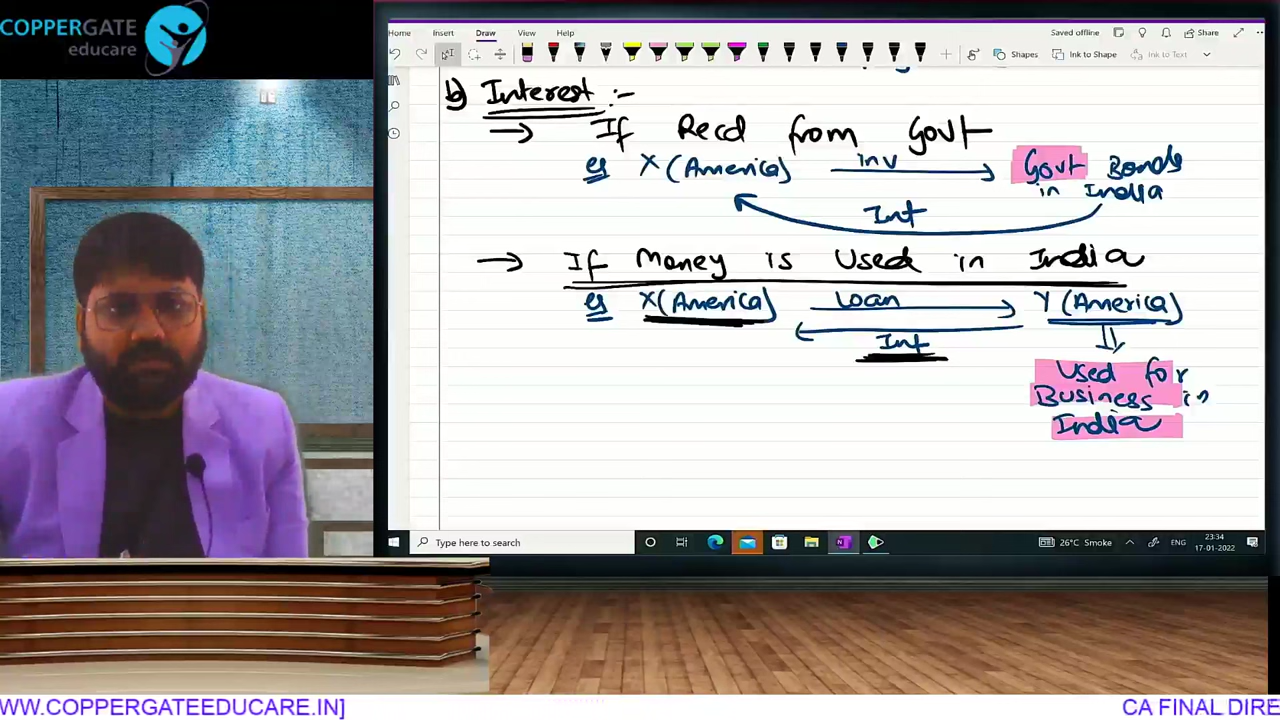 COPPERGATE
educare
Home Insert Draw View Help
Saved offline
Share
Shapes
Ink to Shape
Ink to Text
b) Interest :-
→ If Recd from Govt
eg X (America) inv → Govt Bonds
in India
Int
→ If Money is Used in India
eg X (America) Loan → Y (America)
Int
Used for
Business in
India
Type here to search
26°C Smoke
ENG
23:34
17-01-2022
WW.COPPERGATEEDUCARE.IN]
CA FINAL DIRE